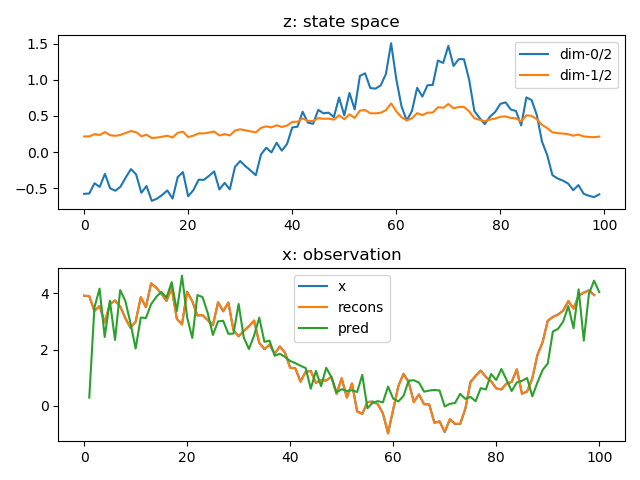 z: state space
1.5
1.0
0.5
0.0
−0.5
dim-0/2
dim-1/2
0 20 40 60 80 100
x: observation
4
2
0
x
recons
pred
0 20 40 60 80 100